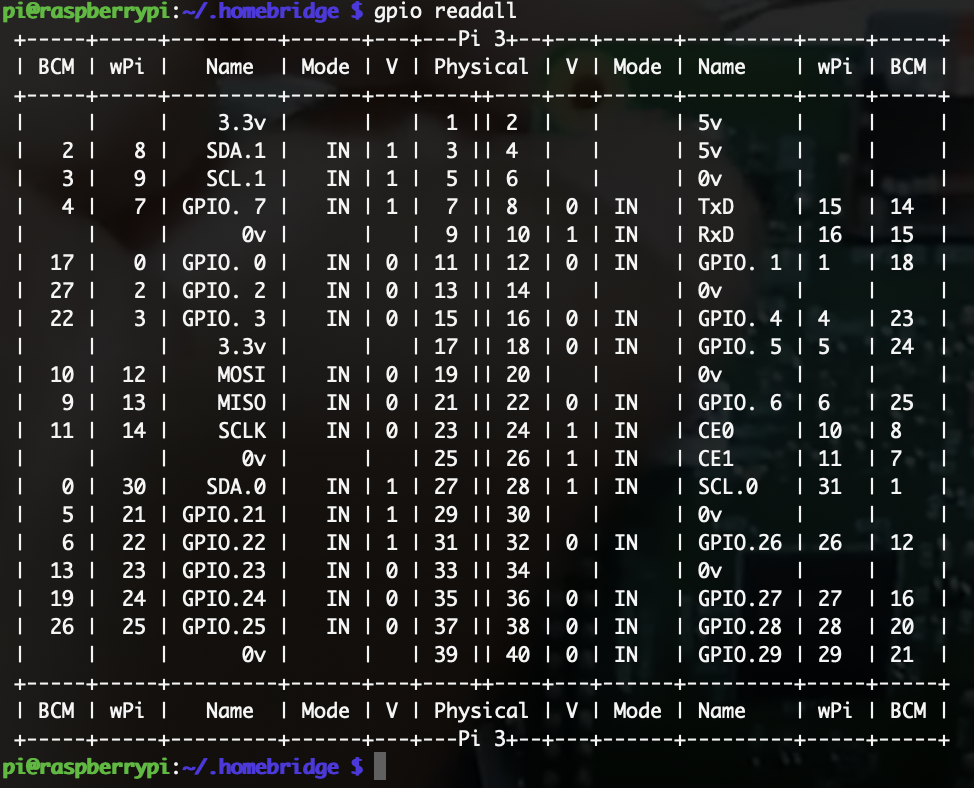 pi@raspberrypi:~/.homebridge $ gpio readall
 +-----+-----+---------+------+---+---Pi 3+--+---+------+---------+-----+-----+
 | BCM | wPi |   Name  | Mode | V | Physical | V | Mode | Name    | wPi | BCM |
 +-----+-----+---------+------+---+----++----+---+------+---------+-----+-----+
 |     |     |    3.3v |      |   |  1 || 2  |   |      | 5v      |     |     |
 |   2 |   8 |   SDA.1 |   IN | 1 |  3 || 4  |   |      | 5v      |     |     |
 |   3 |   9 |   SCL.1 |   IN | 1 |  5 || 6  |   |      | 0v      |     |     |
 |   4 |   7 | GPIO. 7 |   IN | 1 |  7 || 8  | 0 | IN   | TxD     | 15  | 14  |
 |     |     |      0v |      |   |  9 || 10 | 1 | IN   | RxD     | 16  | 15  |
 |  17 |   0 | GPIO. 0 |   IN | 0 | 11 || 12 | 0 | IN   | GPIO. 1 | 1   | 18  |
 |  27 |   2 | GPIO. 2 |   IN | 0 | 13 || 14 |   |      | 0v      |     |     |
 |  22 |   3 | GPIO. 3 |   IN | 0 | 15 || 16 | 0 | IN   | GPIO. 4 | 4   | 23  |
 |     |     |    3.3v |      |   | 17 || 18 | 0 | IN   | GPIO. 5 | 5   | 24  |
 |  10 |  12 |    MOSI |   IN | 0 | 19 || 20 |   |      | 0v      |     |     |
 |   9 |  13 |    MISO |   IN | 0 | 21 || 22 | 0 | IN   | GPIO. 6 | 6   | 25  |
 |  11 |  14 |    SCLK |   IN | 0 | 23 || 24 | 1 | IN   | CE0     | 10  | 8   |
 |     |     |      0v |      |   | 25 || 26 | 1 | IN   | CE1     | 11  | 7   |
 |   0 |  30 |   SDA.0 |   IN | 1 | 27 || 28 | 1 | IN   | SCL.0   | 31  | 1   |
 |   5 |  21 | GPIO.21 |   IN | 1 | 29 || 30 |   |      | 0v      |     |     |
 |   6 |  22 | GPIO.22 |   IN | 1 | 31 || 32 | 0 | IN   | GPIO.26 | 26  | 12  |
 |  13 |  23 | GPIO.23 |   IN | 0 | 33 || 34 |   |      | 0v      |     |     |
 |  19 |  24 | GPIO.24 |   IN | 0 | 35 || 36 | 0 | IN   | GPIO.27 | 27  | 16  |
 |  26 |  25 | GPIO.25 |   IN | 0 | 37 || 38 | 0 | IN   | GPIO.28 | 28  | 20  |
 |     |     |      0v |      |   | 39 || 40 | 0 | IN   | GPIO.29 | 29  | 21  |
 +-----+-----+---------+------+---+----++----+---+------+---------+-----+-----+
 | BCM | wPi |   Name  | Mode | V | Physical | V | Mode | Name    | wPi | BCM |
 +-----+-----+---------+------+---+---Pi 3+--+---+------+---------+-----+-----+
pi@raspberrypi:~/.homebridge $